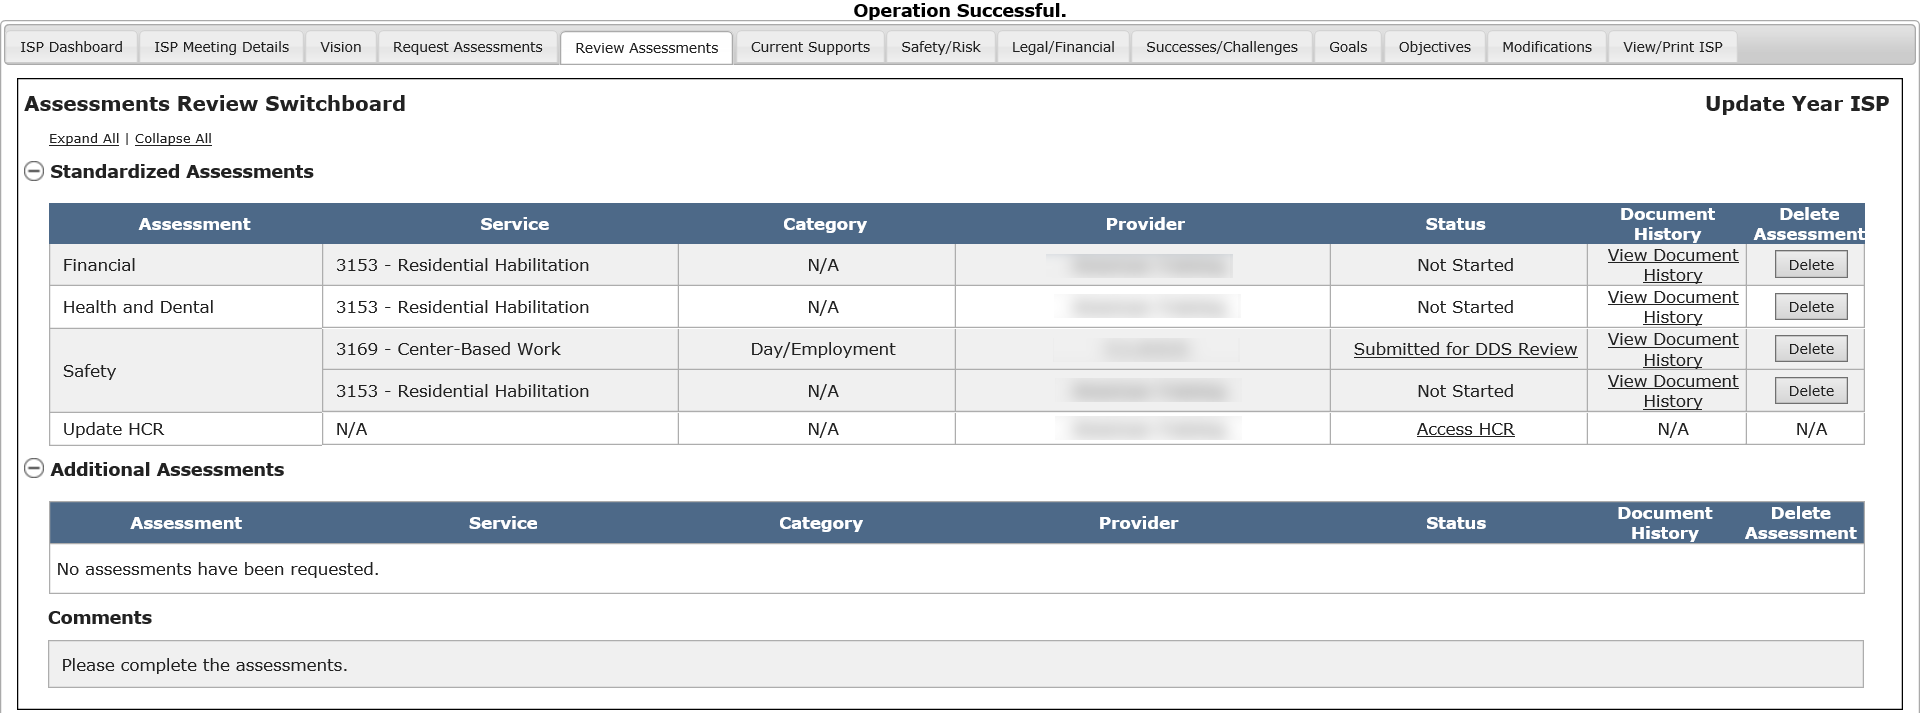 Operation Successful.
ISP Dashboard ISP Meeting Details Vision Request Assessments Review Assessments Current Supports Safety/Risk Legal/Financial Successes/Challenges Goals Objectives Modifications View/Print ISP
Assessments Review Switchboard Update Year ISP
Expand All | Collapse All
Standardized Assessments
Assessment Service Category Provider Status Document History Delete Assessment
Financial 3153 - Residential Habilitation N/A Not Started View Document History Delete
Health and Dental 3153 - Residential Habilitation N/A Not Started View Document History Delete
Safety 3169 - Center-Based Work Day/Employment Submitted for DDS Review View Document History Delete
3153 - Residential Habilitation N/A Not Started View Document History Delete
Update HCR N/A N/A Access HCR N/A N/A
Additional Assessments
Assessment Service Category Provider Status Document History Delete Assessment
No assessments have been requested.
Comments
Please complete the assessments.